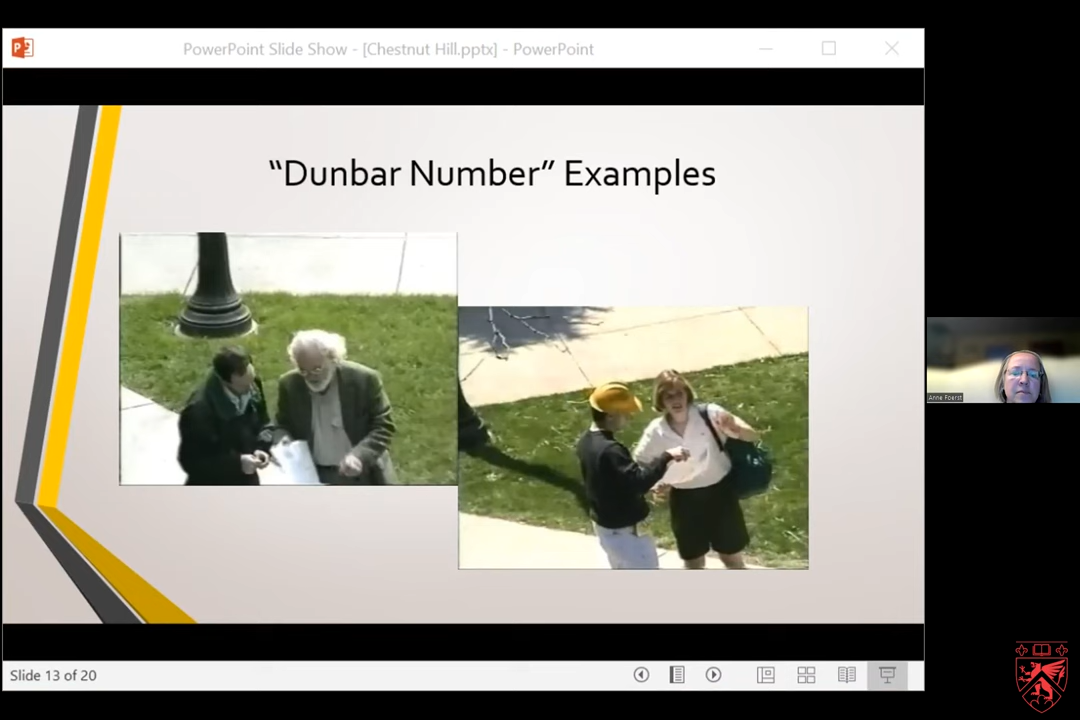 PowerPoint Slide Show - [Chestnut Hill.pptx] - PowerPoint
“Dunbar Number” Examples
Anne Foerst
Slide 13 of 20